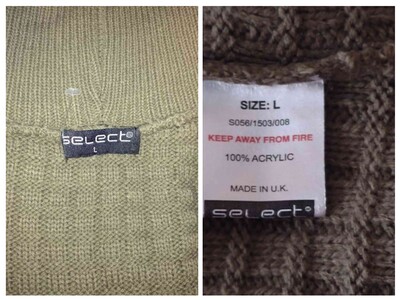 select®
L
SIZE: L
S056/1503/008
KEEP AWAY FROM FIRE
100% ACRYLIC
MADE IN U.K.
select®